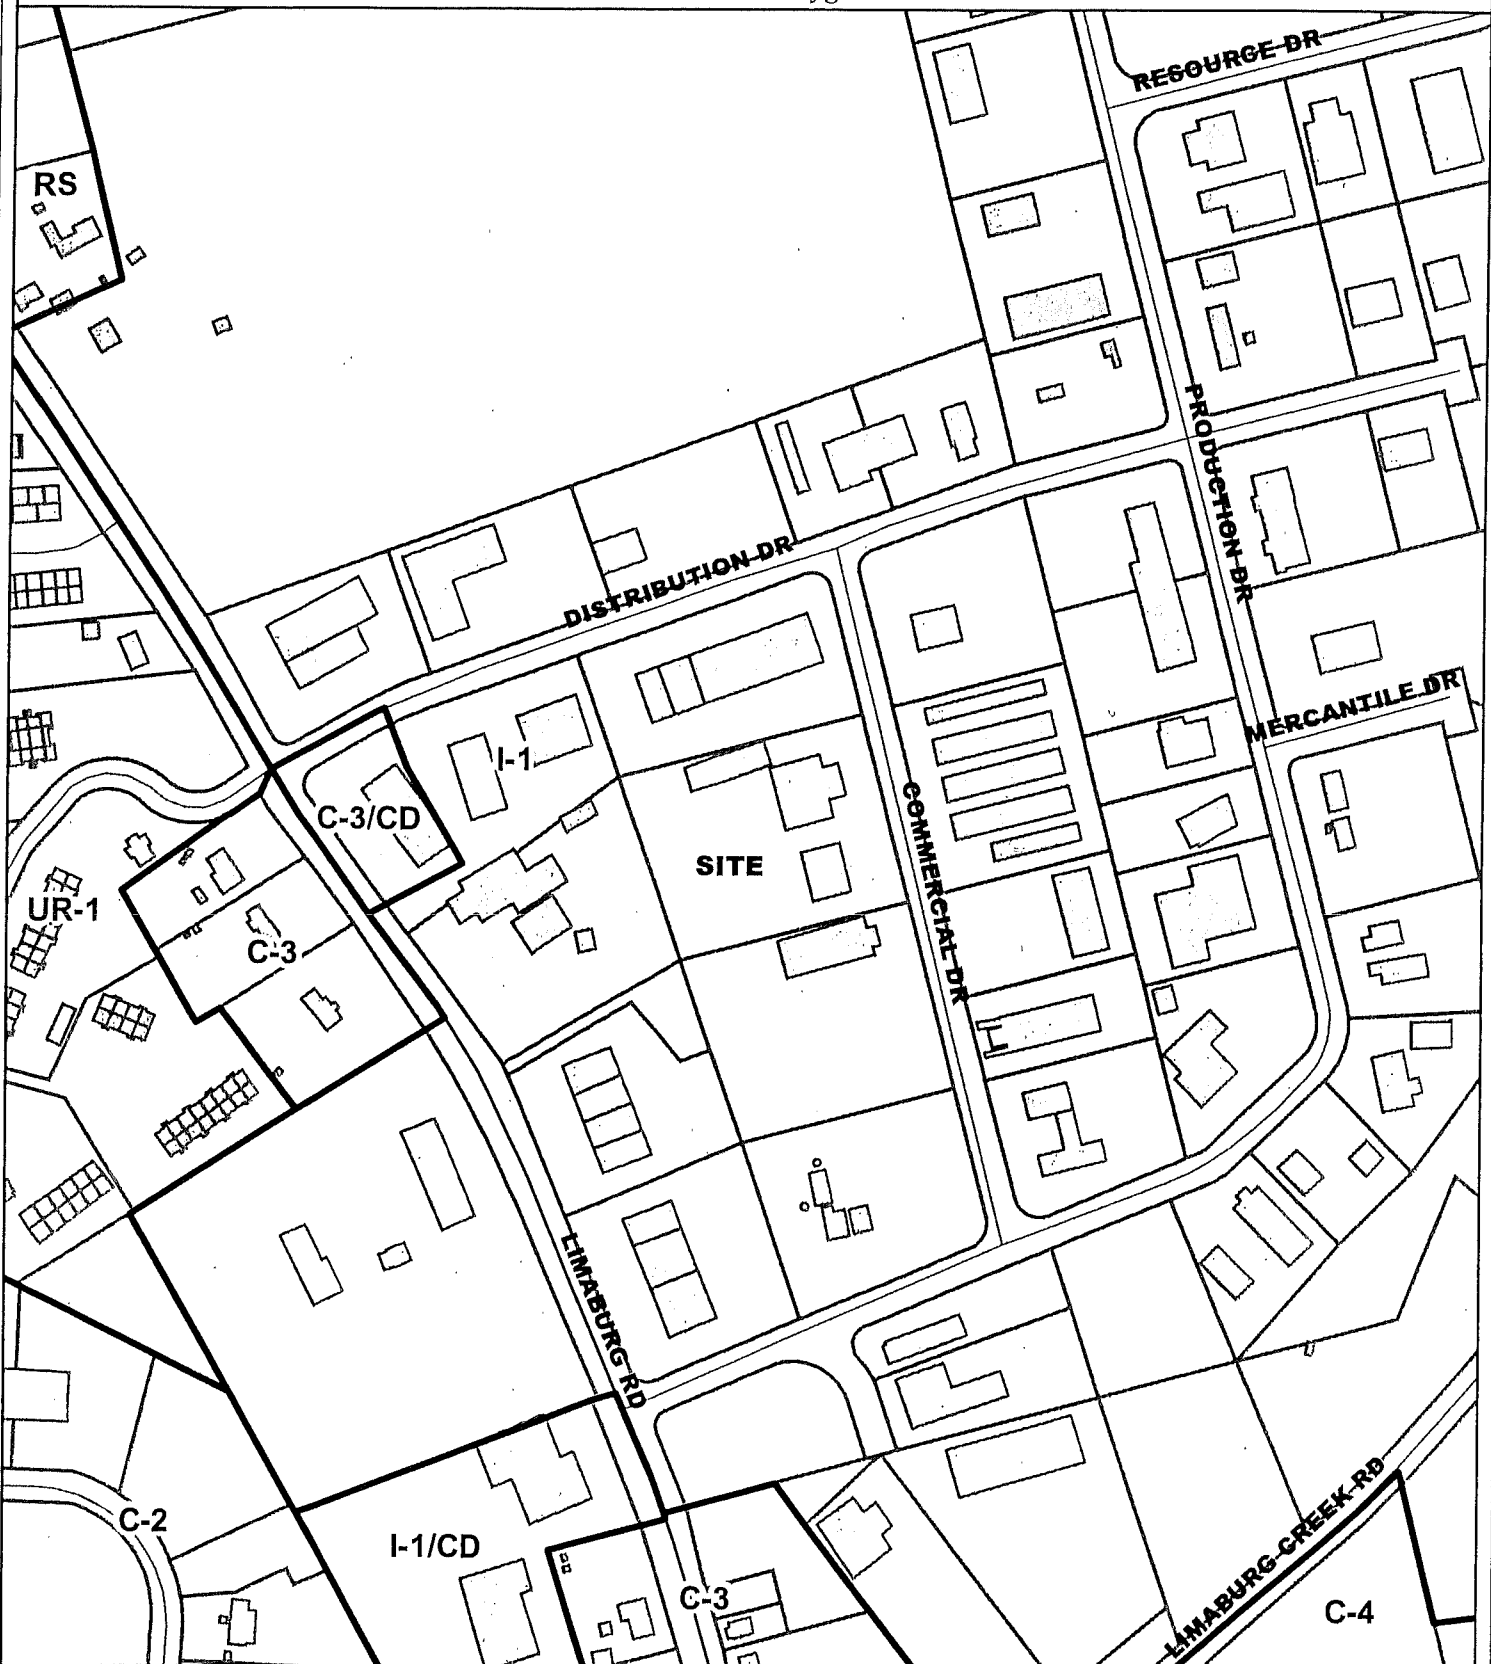 RESOURCE DR
RS
PRODUCTION DR
DISTRIBUTION DR
MERCANTILE DR
I-1
C-3/CD
COMMERCIAL DR
SITE
UR-1
C-3
LIMABURG RD
C-2
I-1/CD
C-3
LIMABURG CREEK RD
C-4